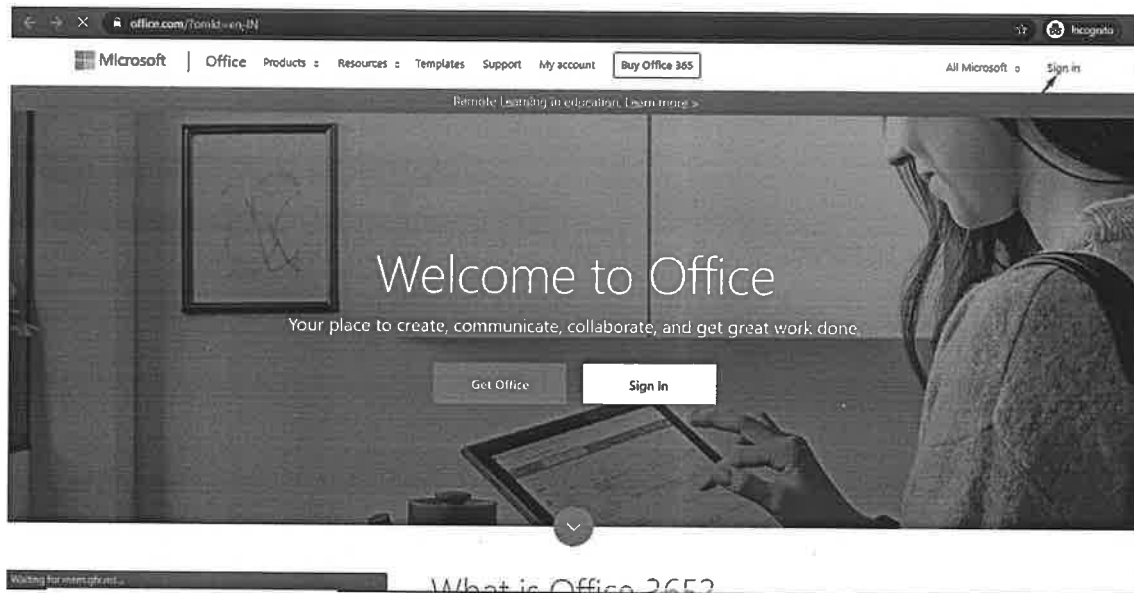 office.com/?omkt=en-IN
Incognito
Microsoft | Office Products Resources Templates Support My account Buy Office 365 All Microsoft Sign in
Remote Learning in education. Learn more >
Welcome to Office
Your place to create, communicate, collaborate, and get great work done.
Get Office Sign In
Waiting for
What is Office 365?